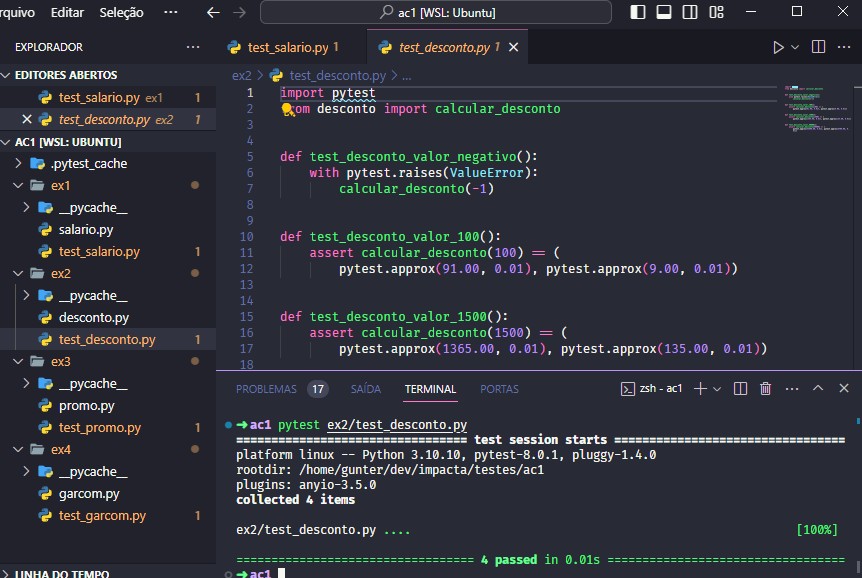 rquivo Editar Seleção ··· ac1 [WSL: Ubuntu]
EXPLORADOR ···
EDITORES ABERTOS
test_salario.py ex1 1
test_desconto.py ex2 1
AC1 [WSL: UBUNTU]
.pytest_cache
ex1
__pycache__
salario.py
test_salario.py 1
ex2
__pycache__
desconto.py
test_desconto.py 1
ex3
__pycache__
promo.py
test_promo.py 1
ex4
__pycache__
garcom.py
test_garcom.py 1
LINHA DO TEMPO
test_salario.py 1 test_desconto.py 1
ex2 > test_desconto.py > ...
1 import pytest
2 om desconto import calcular_desconto
3
4
5 def test_desconto_valor_negativo():
6 with pytest.raises(ValueError):
7 calcular_desconto(-1)
8
9
10 def test_desconto_valor_100():
11 assert calcular_desconto(100) == (
12 pytest.approx(91.00, 0.01), pytest.approx(9.00, 0.01))
13
14
15 def test_desconto_valor_1500():
16 assert calcular_desconto(1500) == (
17 pytest.approx(1365.00, 0.01), pytest.approx(135.00, 0.01))
18
PROBLEMAS 17 SAÍDA TERMINAL PORTAS zsh - ac1
➜ ac1 pytest ex2/test_desconto.py
=============================== test session starts ===============================
platform linux -- Python 3.10.10, pytest-8.0.1, pluggy-1.4.0
rootdir: /home/gunter/dev/impacta/testes/ac1
plugins: anyio-3.5.0
collected 4 items
ex2/test_desconto.py .... [100%]
================================ 4 passed in 0.01s ================================
➜ ac1